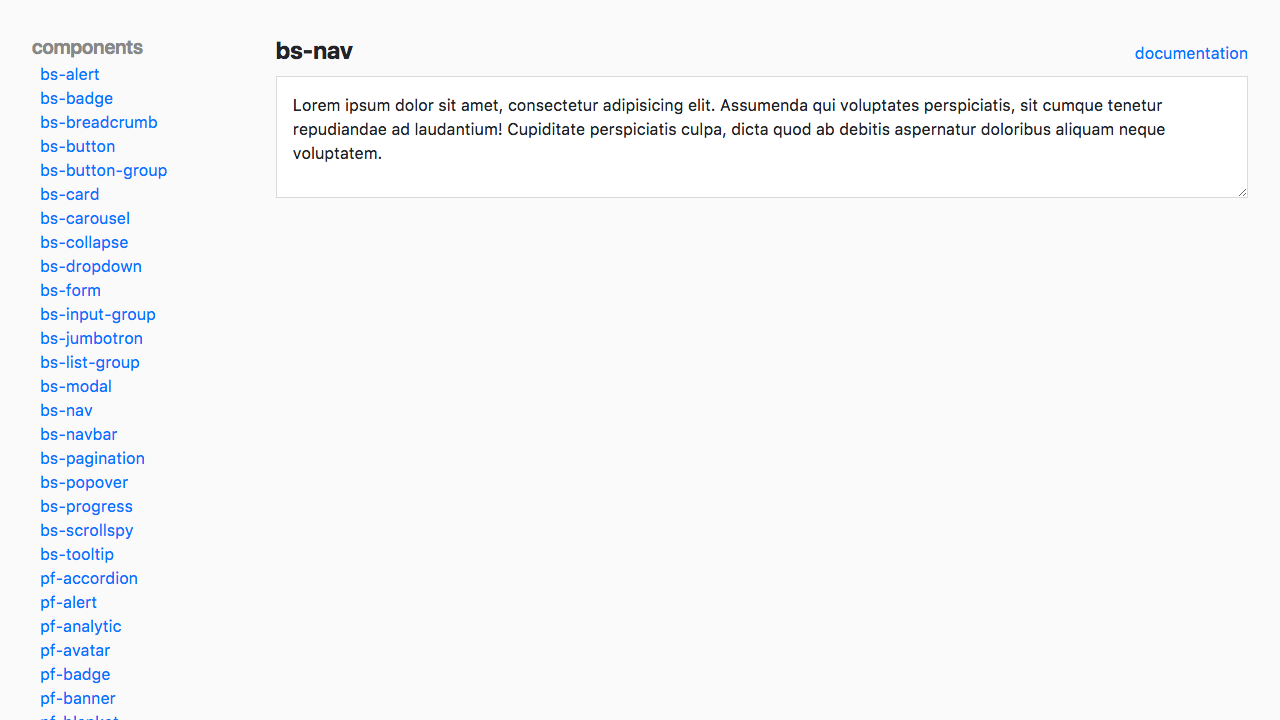 components
bs-alert
bs-badge
bs-breadcrumb
bs-button
bs-button-group
bs-card
bs-carousel
bs-collapse
bs-dropdown
bs-form
bs-input-group
bs-jumbotron
bs-list-group
bs-modal
bs-nav
bs-navbar
bs-pagination
bs-popover
bs-progress
bs-scrollspy
bs-tooltip
pf-accordion
pf-alert
pf-analytic
pf-avatar
pf-badge
pf-banner
pf-blanket
bs-nav
documentation
Lorem ipsum dolor sit amet, consectetur adipisicing elit. Assumenda qui voluptates perspiciatis, sit cumque tenetur
repudiandae ad laudantium! Cupiditate perspiciatis culpa, dicta quod ab debitis aspernatur doloribus aliquam neque
voluptatem.